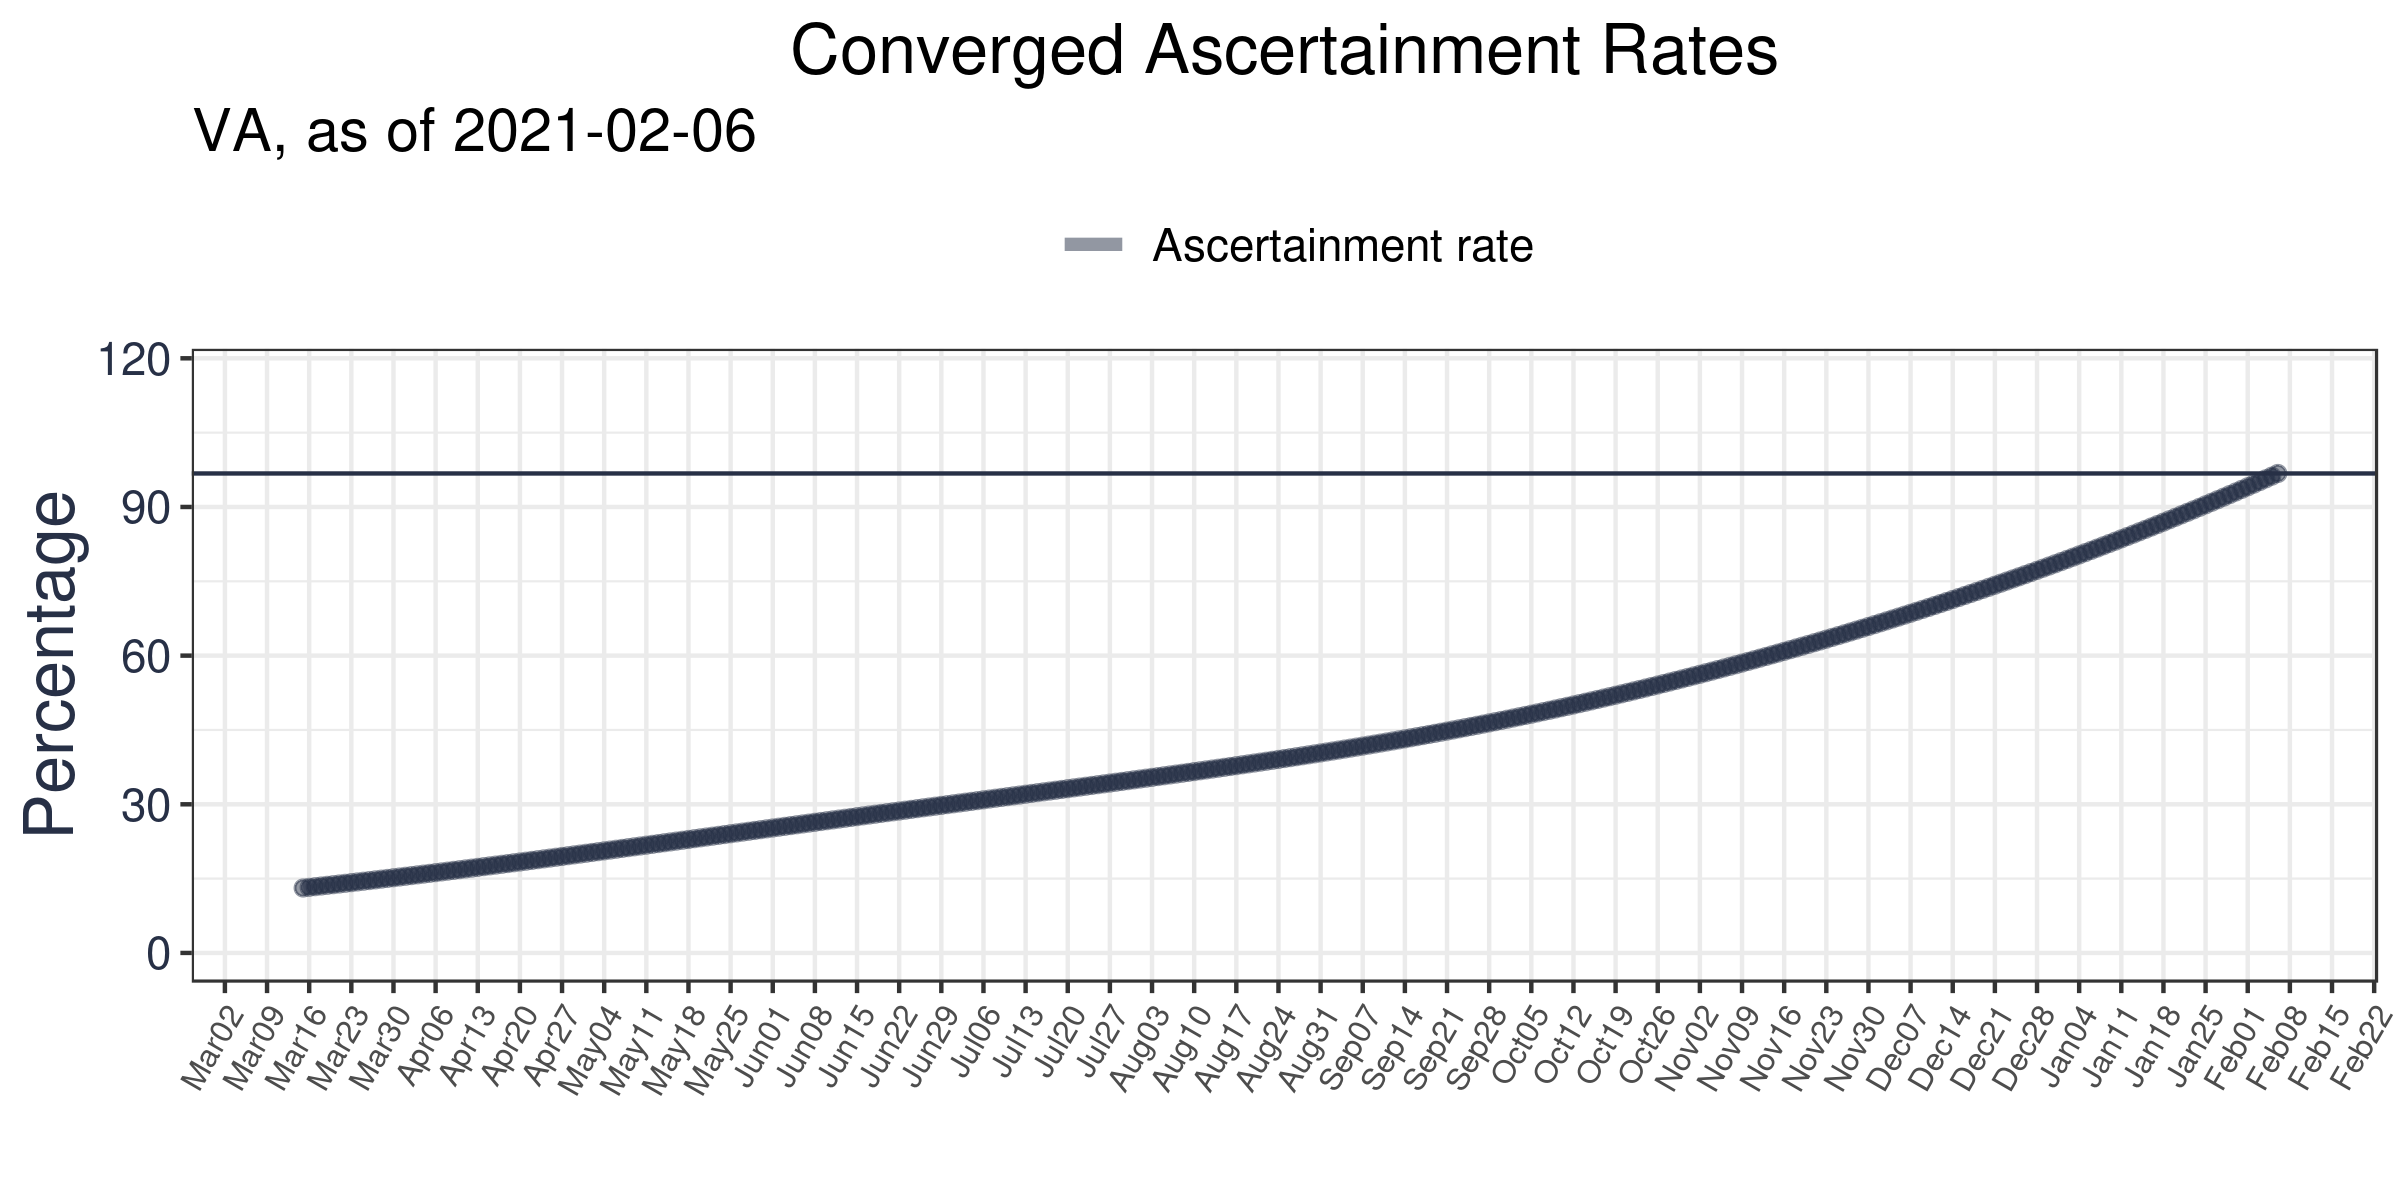 Converged Ascertainment Rates
VA, as of 2021-02-06
Ascertainment rate
Percentage
120
90
60
30
0
Mar02 Mar09 Mar16 Mar23 Mar30 Apr06 Apr13 Apr20 Apr27 May04 May11 May18 May25 Jun01 Jun08 Jun15 Jun22 Jun29 Jul06 Jul13 Jul20 Jul27 Aug03 Aug10 Aug17 Aug24 Aug31 Sep07 Sep14 Sep21 Sep28 Oct05 Oct12 Oct19 Oct26 Nov02 Nov09 Nov16 Nov23 Nov30 Dec07 Dec14 Dec21 Dec28 Jan04 Jan11 Jan18 Jan25 Feb01 Feb08 Feb15 Feb22